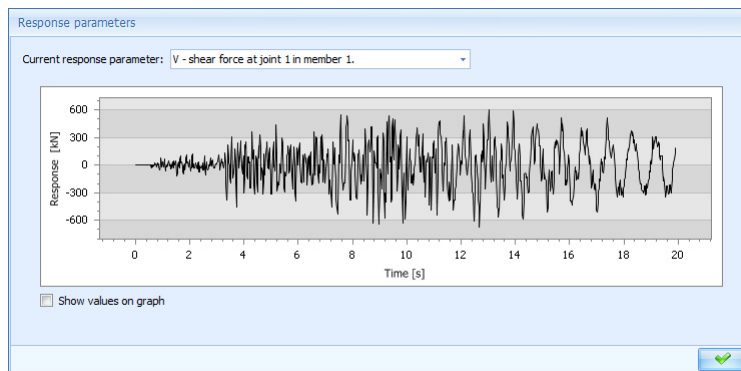 Response parameters
Current response parameter: V - shear force at joint 1 in member 1.
600
300
0
-300
-600
Response [kN]
0 2 4 6 8 10 12 14 16 18 20
Time [s]
Show values on graph